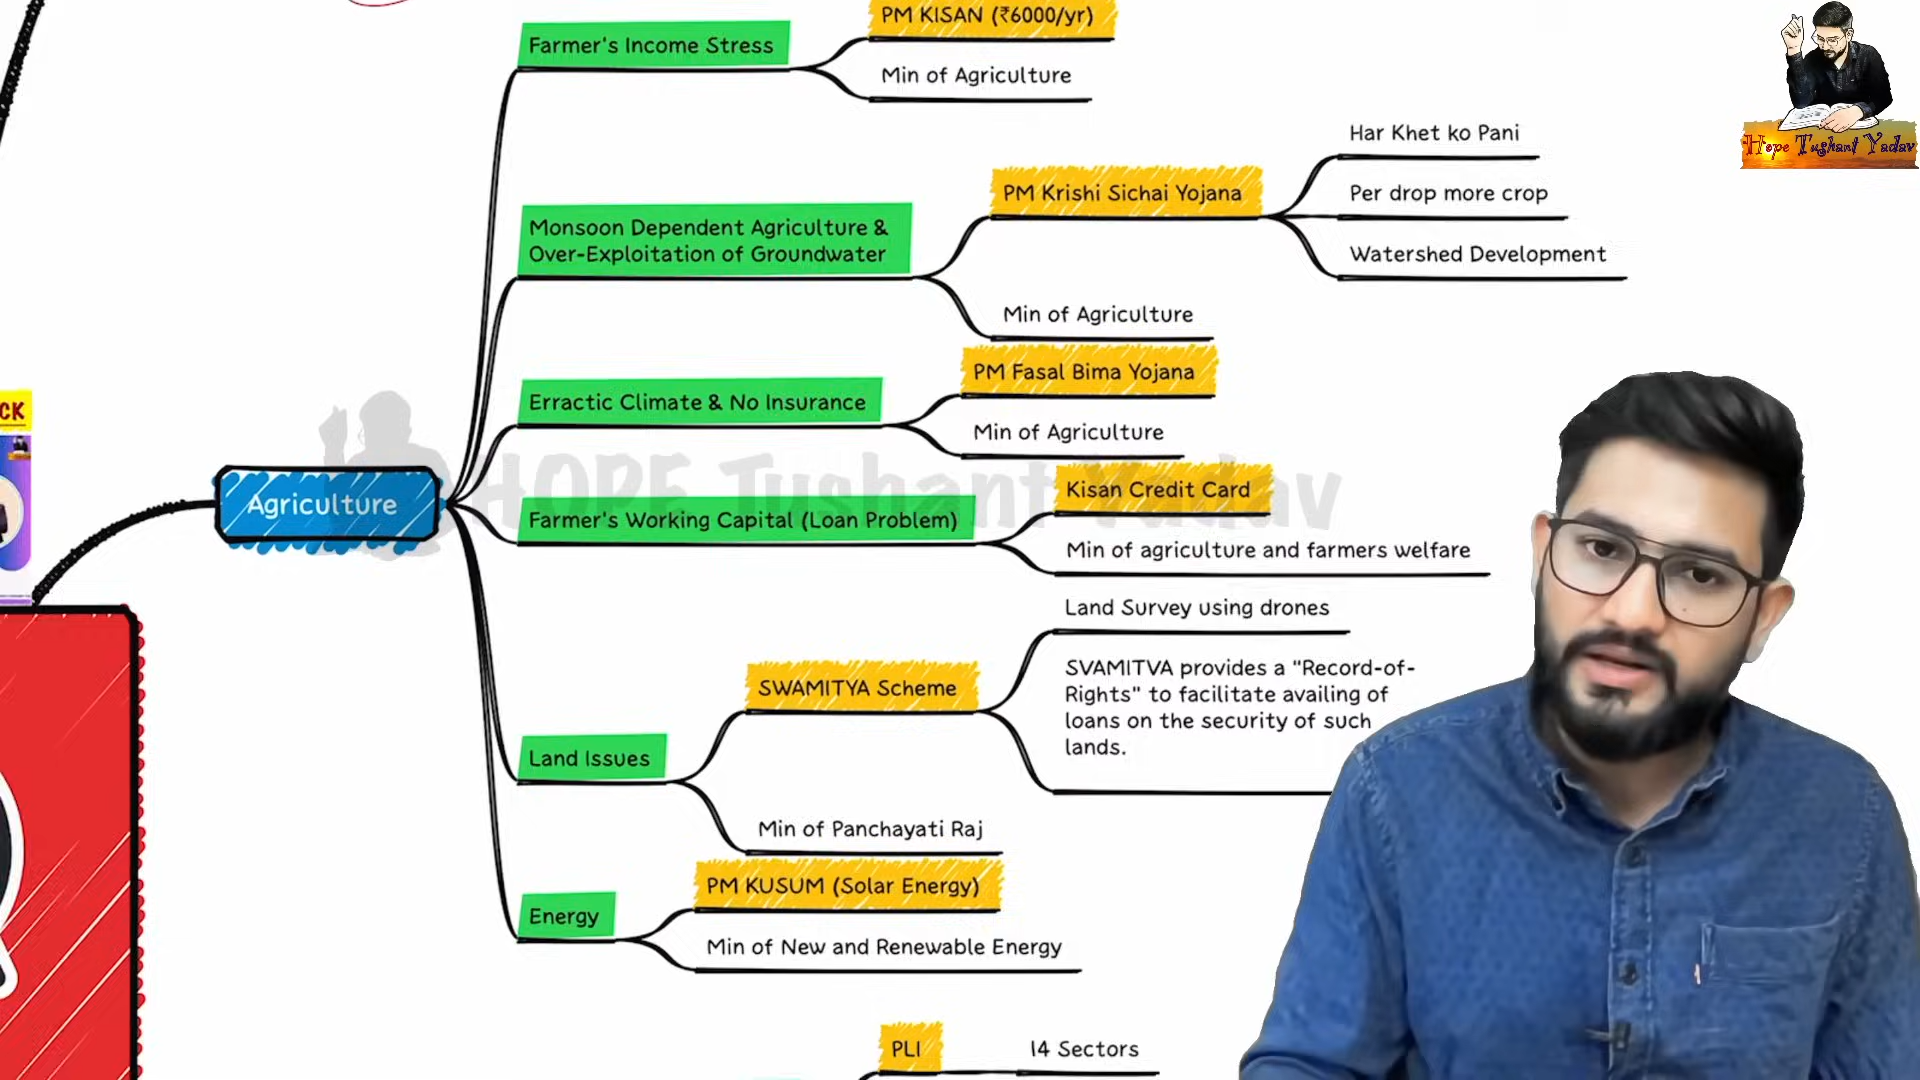 PM KISAN (₹6000/yr)
Farmer's Income Stress
Min of Agriculture
Hope Tushant Yadav
Har Khet ko Pani
PM Krishi Sichai Yojana
Per drop more crop
Monsoon Dependent Agriculture &
Over-Exploitation of Groundwater
Watershed Development
Min of Agriculture
PM Fasal Bima Yojana
Erractic Climate & No Insurance
Min of Agriculture
CK
HOPE Tushant Yadav
Agriculture
Kisan Credit Card
Farmer's Working Capital (Loan Problem)
Min of agriculture and farmers welfare
Land Survey using drones
SWAMITYA Scheme
SVAMITVA provides a "Record-of-
Rights" to facilitate availing of
loans on the security of such
lands.
Land Issues
Min of Panchayati Raj
PM KUSUM (Solar Energy)
Energy
Min of New and Renewable Energy
PLI
14 Sectors